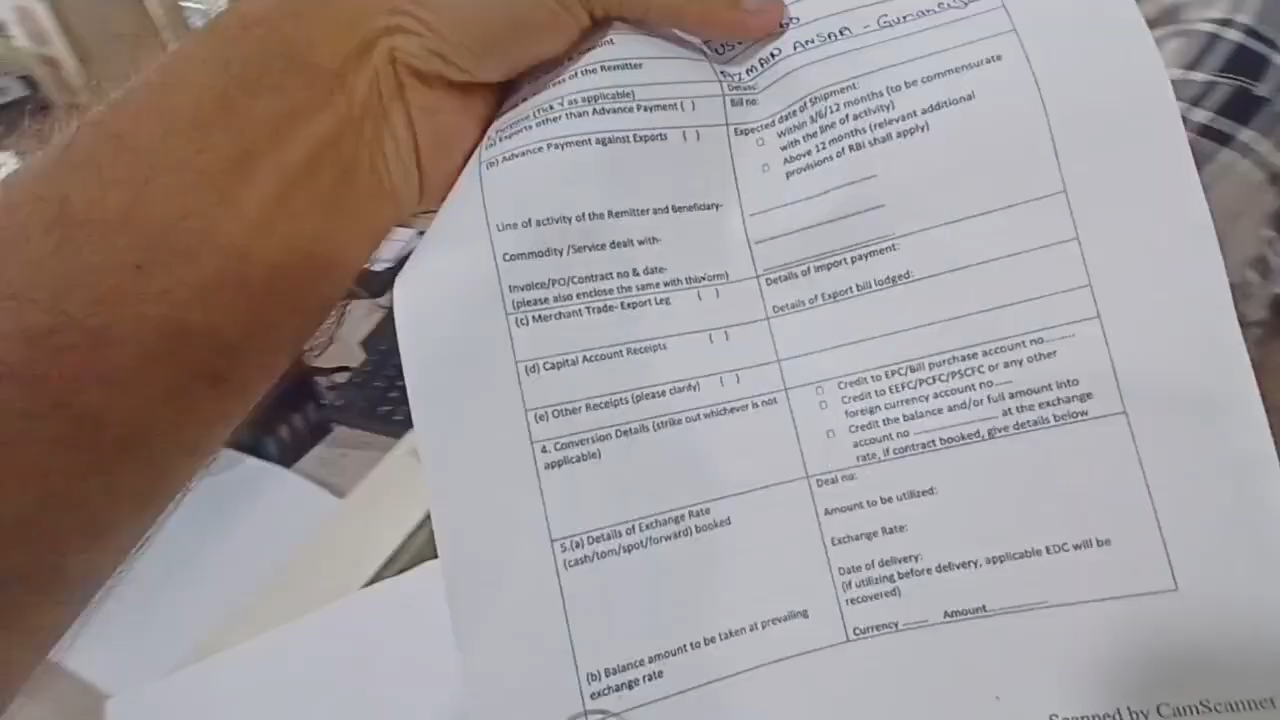 of the Remitter
AZMAIN ANSARI -
(Tick √ as applicable)
(a) Exports other than Advance Payment ( )
Details:
Bill no:
(b) Advance Payment against Exports ( )
Expected date of Shipment:
Within 3/6/12 months (to be commensurate
with the line of activity)
Above 12 months (relevant additional
provisions of RBI shall apply)
Line of activity of the Remitter and Beneficiary-
Commodity /Service dealt with-
Invoice/PO/Contract no & date-
(please also enclose the same with this form)
(c) Merchant Trade- Export Leg ( )
Details of Import payment:
Details of Export bill lodged:
(d) Capital Account Receipts ( )
(e) Other Receipts (please clarify) ( )
4. Conversion Details (strike out whichever is not
applicable)
Credit to EPC/Bill purchase account no.........
Credit to EEFC/PCFC/PSCFC or any other
foreign currency account no.....
Credit the balance and/or full amount into
account no ____________ at the exchange
rate, if contract booked, give details below
5.(a) Details of Exchange Rate
(cash/tom/spot/forward) booked
Deal no:
Amount to be utilized:
Exchange Rate:
Date of delivery:
(if utilizing before delivery, applicable EDC will be
recovered)
(b) Balance amount to be taken at prevailing
exchange rate
Currency ____ Amount__________
Scanned by CamScanner